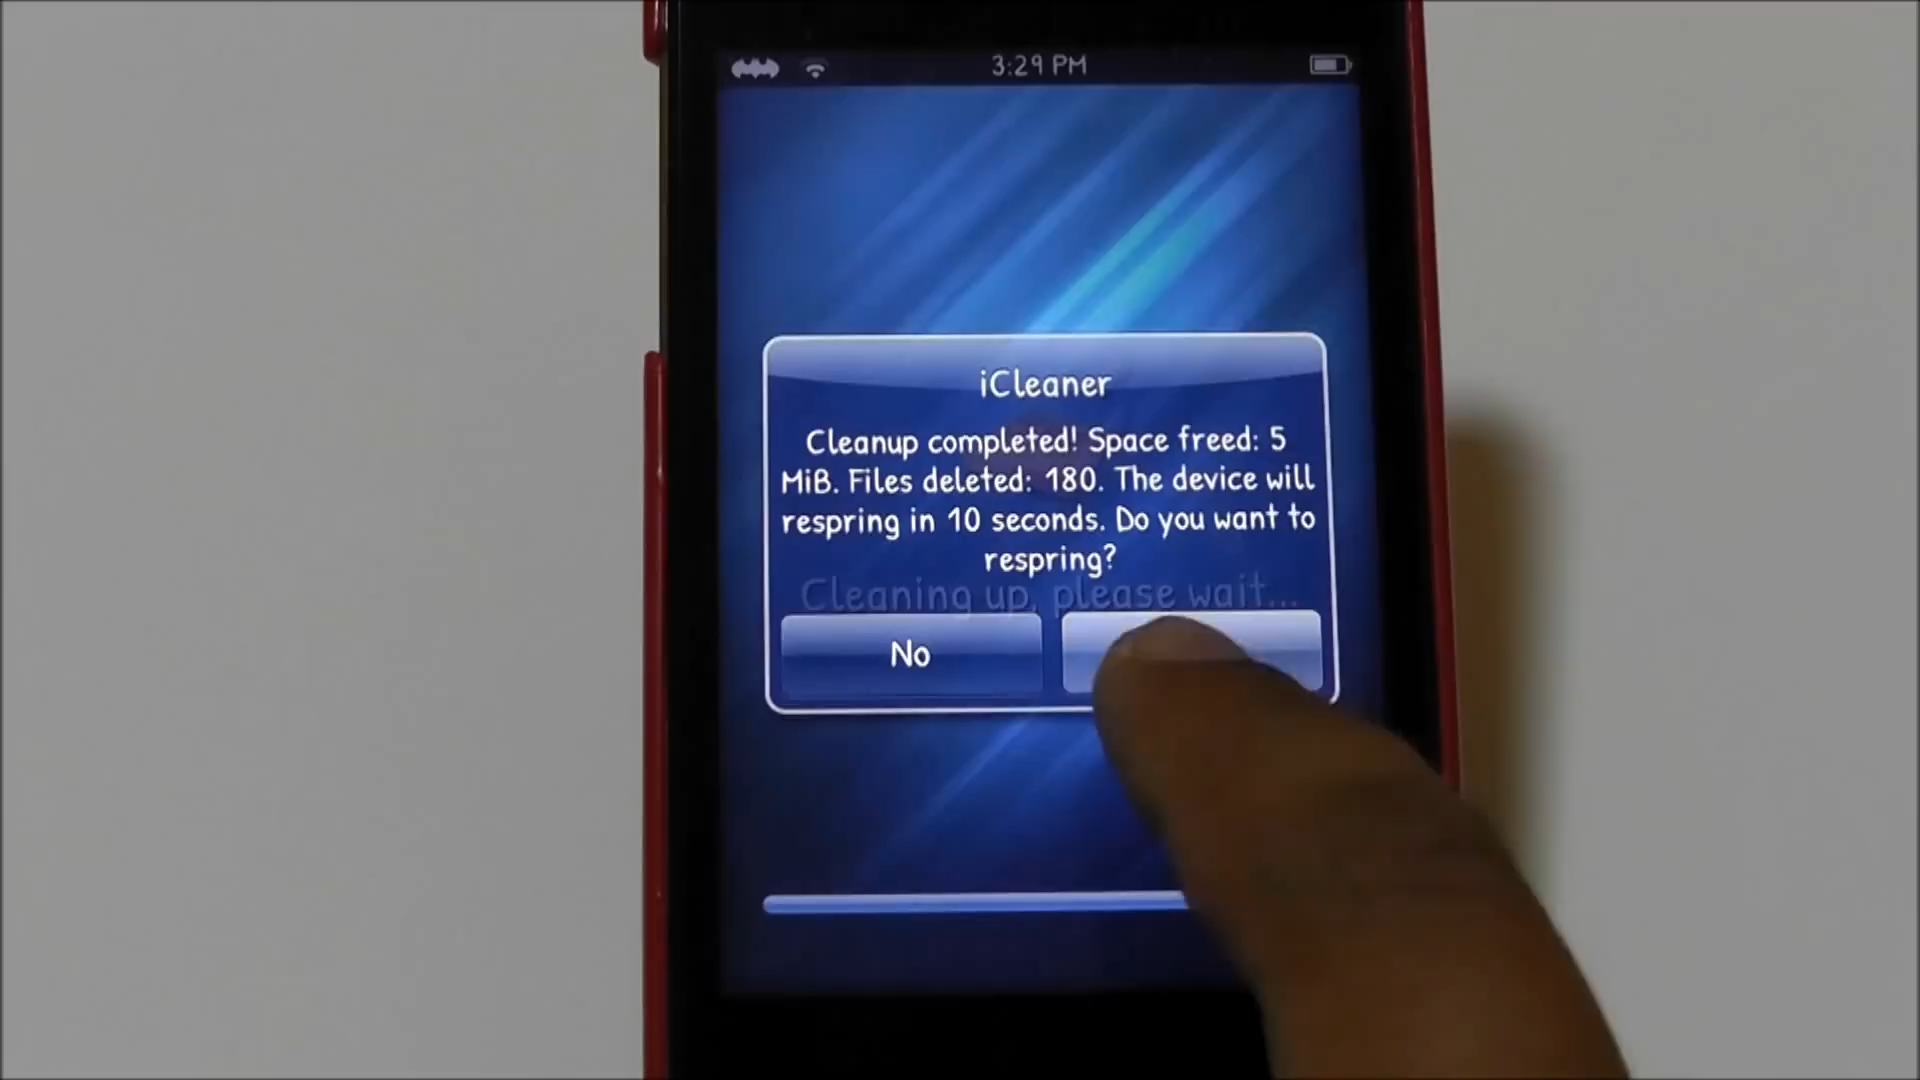 3:29 PM
iCleaner
Cleanup completed! Space freed: 5
MiB. Files deleted: 180. The device will
respring in 10 seconds. Do you want to
respring?
Cleaning up, please wait...
No